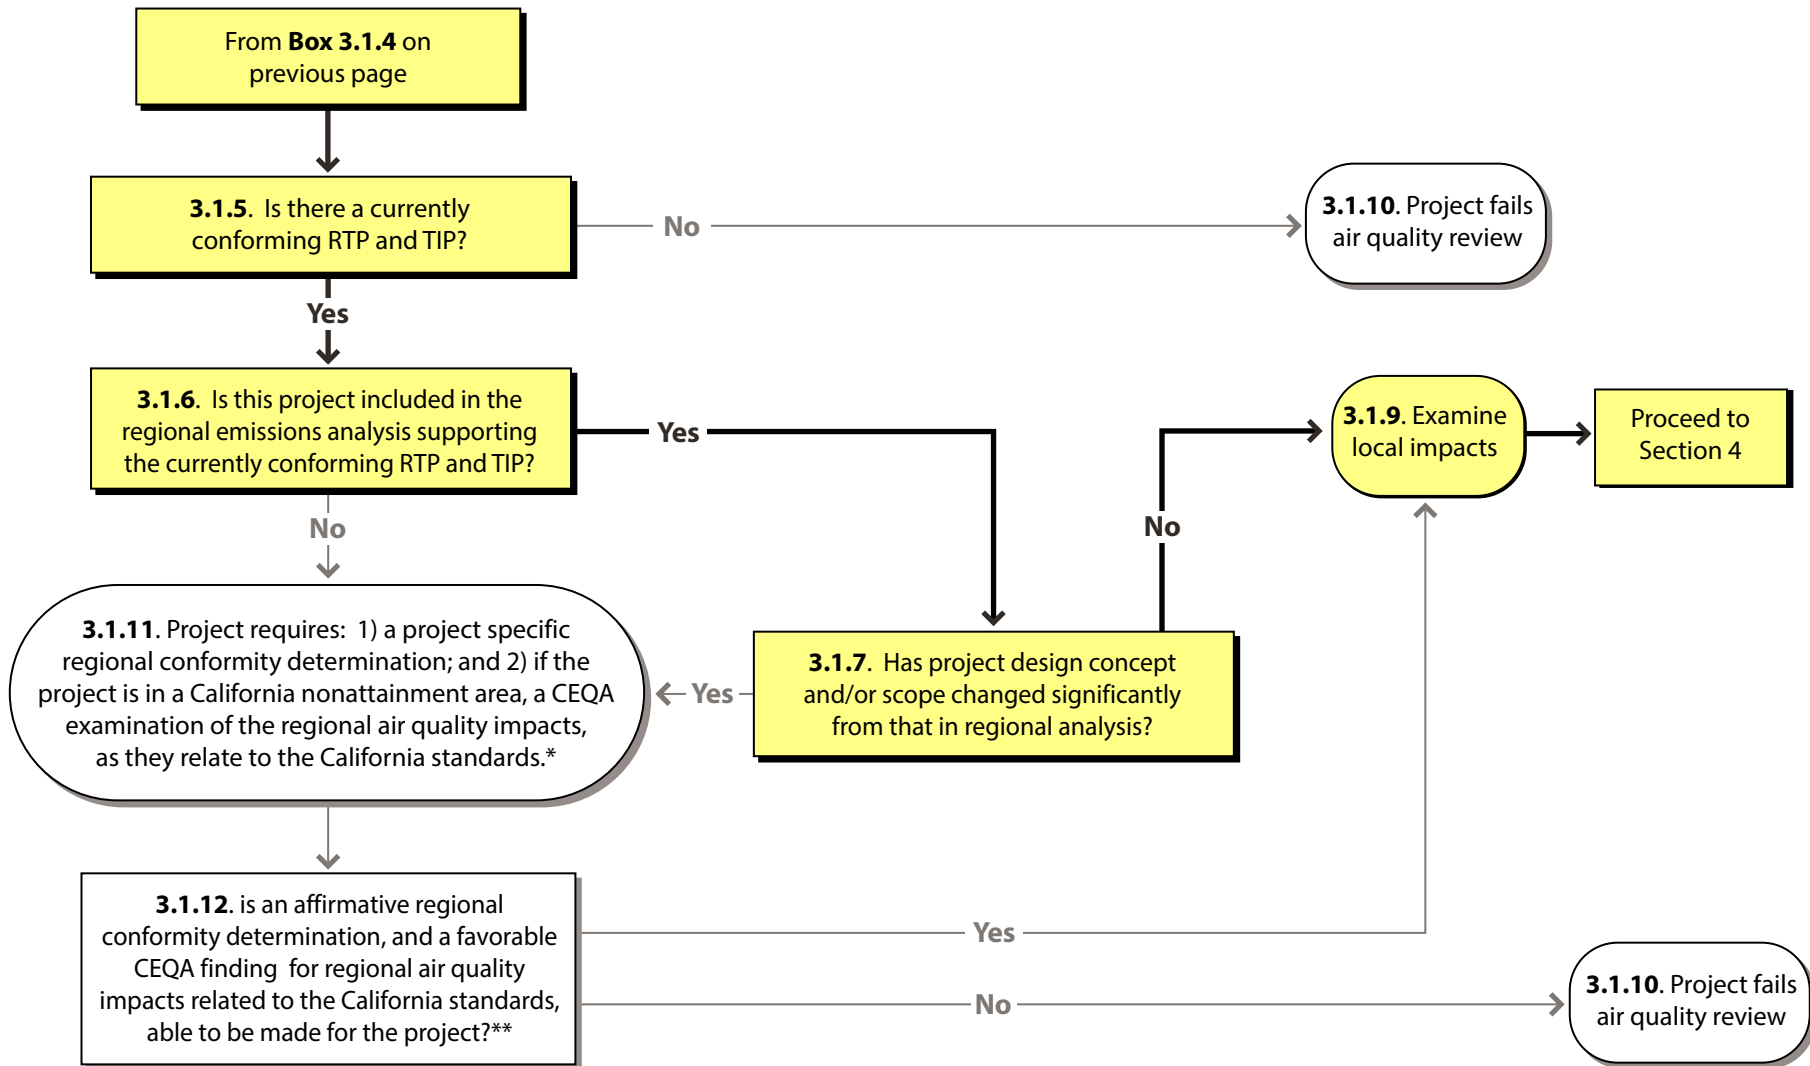 From Box 3.1.4 on
previous page
3.1.5. Is there a currently
conforming RTP and TIP?
No
3.1.10. Project fails
air quality review
Yes
3.1.6. Is this project included in the
regional emissions analysis supporting
the currently conforming RTP and TIP?
Yes
3.1.9. Examine
local impacts
Proceed to
Section 4
No
No
3.1.11. Project requires: 1) a project specific
regional conformity determination; and 2) if the
project is in a California nonattainment area, a CEQA
examination of the regional air quality impacts,
as they relate to the California standards.*
Yes
3.1.7. Has project design concept
and/or scope changed significantly
from that in regional analysis?
3.1.12. is an affirmative regional
conformity determination, and a favorable
CEQA finding for regional air quality
impacts related to the California standards,
able to be made for the project?**
Yes
No
3.1.10. Project fails
air quality review